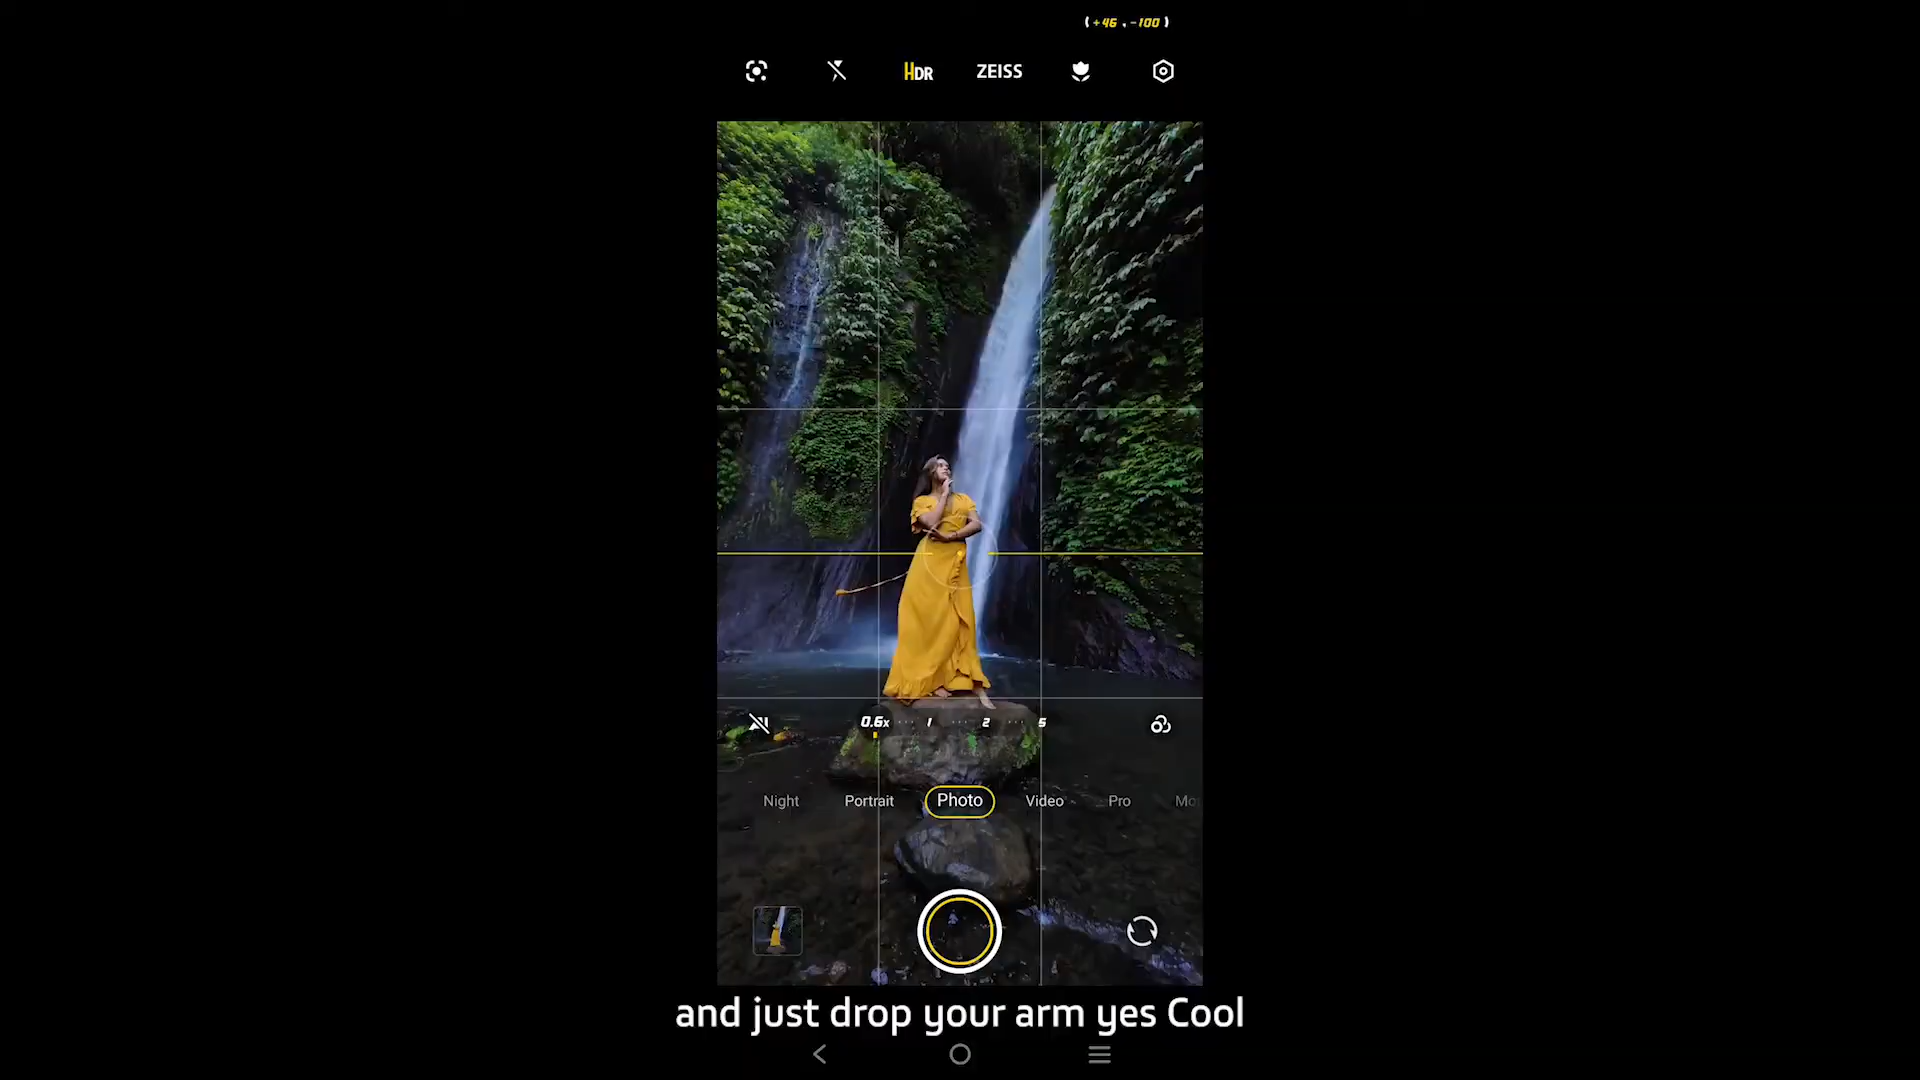 (+46 , -100)
HDR ZEISS
0.6x 1 2 5
Night Portrait Photo Video Pro Mo
and just drop your arm yes Cool